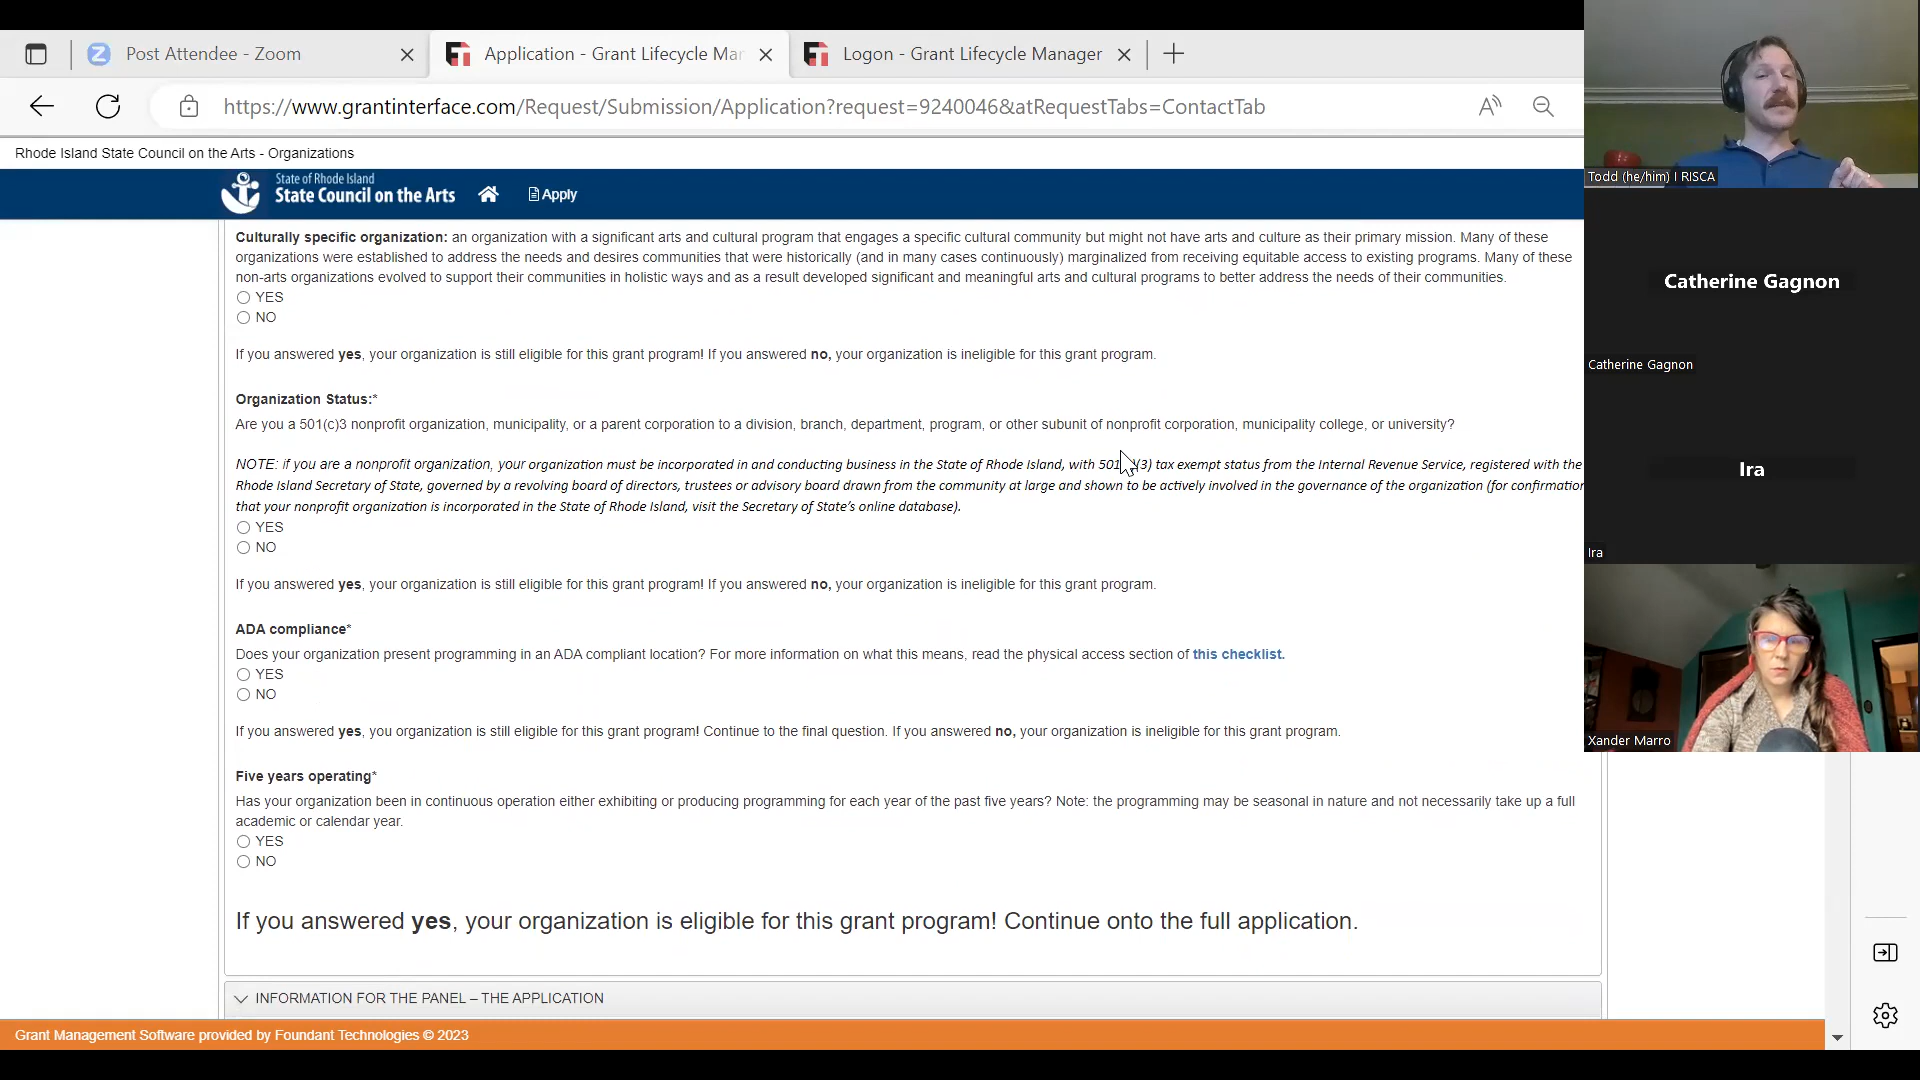 Post Attendee - Zoom
Application - Grant Lifecycle Mar
Logon - Grant Lifecycle Manager
https://www.grantinterface.com/Request/Submission/Application?request=9240046&atRequestTabs=ContactTab
Rhode Island State Council on the Arts - Organizations
State of Rhode Island
State Council on the Arts
Apply
Culturally specific organization: an organization with a significant arts and cultural program that engages a specific cultural community but might not have arts and culture as their primary mission. Many of these
organizations were established to address the needs and desires communities that were historically (and in many cases continuously) marginalized from receiving equitable access to existing programs. Many of these
non-arts organizations evolved to support their communities in holistic ways and as a result developed significant and meaningful arts and cultural programs to better address the needs of their communities.
YES
NO
If you answered yes, your organization is still eligible for this grant program! If you answered no, your organization is ineligible for this grant program.
Organization Status:*
Are you a 501(c)3 nonprofit organization, municipality, or a parent corporation to a division, branch, department, program, or other subunit of nonprofit corporation, municipality college, or university?
NOTE: if you are a nonprofit organization, your organization must be incorporated in and conducting business in the State of Rhode Island, with 501 (3) tax exempt status from the Internal Revenue Service, registered with the
Rhode Island Secretary of State, governed by a revolving board of directors, trustees or advisory board drawn from the community at large and shown to be actively involved in the governance of the organization (for confirmation
that your nonprofit organization is incorporated in the State of Rhode Island, visit the Secretary of State's online database).
YES
NO
If you answered yes, your organization is still eligible for this grant program! If you answered no, your organization is ineligible for this grant program.
ADA compliance*
Does your organization present programming in an ADA compliant location? For more information on what this means, read the physical access section of this checklist.
YES
NO
If you answered yes, you organization is still eligible for this grant program! Continue to the final question. If you answered no, your organization is ineligible for this grant program.
Five years operating*
Has your organization been in continuous operation either exhibiting or producing programming for each year of the past five years? Note: the programming may be seasonal in nature and not necessarily take up a full
academic or calendar year.
YES
NO
If you answered yes, your organization is eligible for this grant program! Continue onto the full application.
INFORMATION FOR THE PANEL – THE APPLICATION
Grant Management Software provided by Foundant Technologies © 2023
Todd (he/him) I RISCA
Catherine Gagnon
Catherine Gagnon
Ira
Ira
Xander Marro